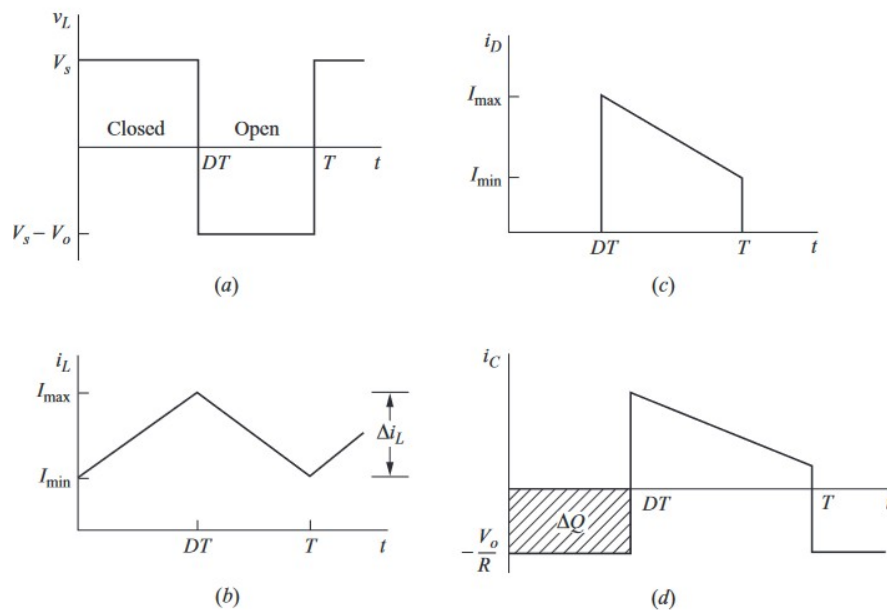 v_L
V_s
Closed
Open
DT
T
t
V_s − V_o
(a)
i_D
I_max
I_min
DT
T
t
(c)
i_L
I_max
Δi_L
I_min
DT
T
t
(b)
i_C
ΔQ
DT
T
t
−V_o/R
(d)